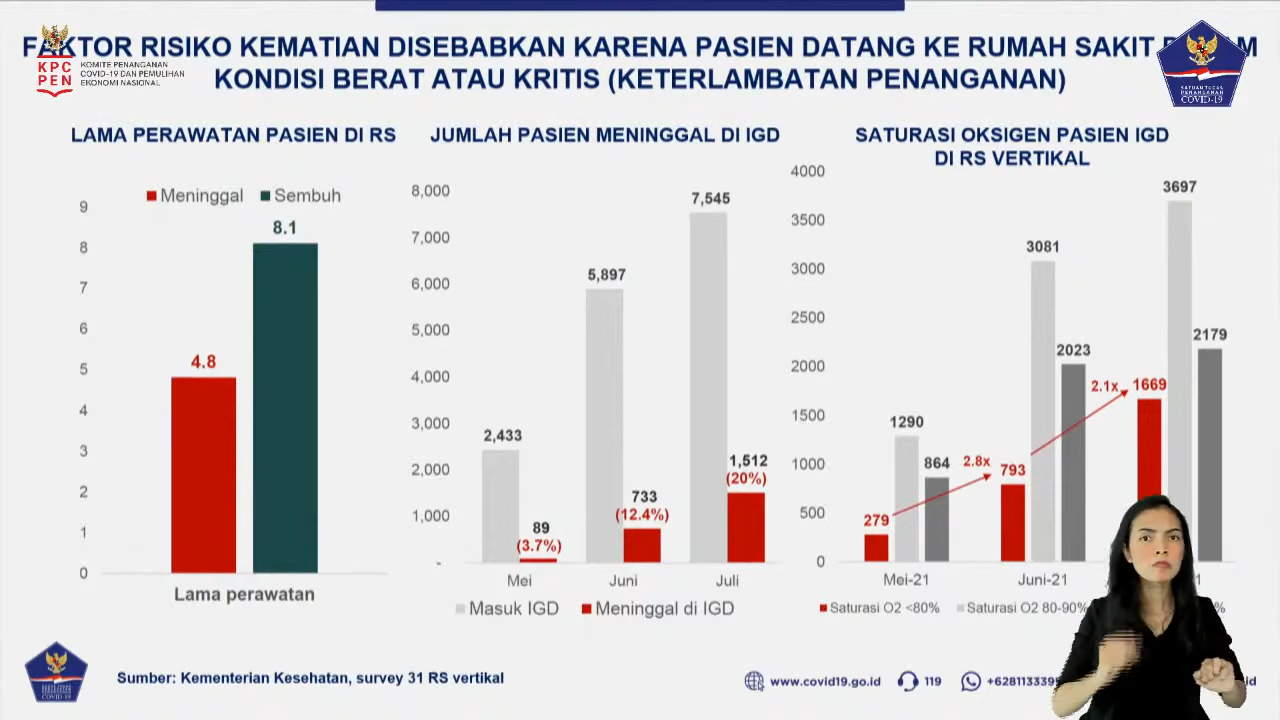 FAKTOR RISIKO KEMATIAN DISEBABKAN KARENA PASIEN DATANG KE RUMAH SAKIT
KONDISI BERAT ATAU KRITIS (KETERLAMBATAN PENANGANAN)
KPC
PEN
KOMITE PENANGANAN
COVID-19 DAN PEMULIHAN
EKONOMI NASIONAL
SATUAN TUGAS
PENANGANAN
COVID-19
LAMA PERAWATAN PASIEN DI RS
Meninggal
Sembuh
9
8
7
6
5
4
3
2
1
0
4.8
8.1
Lama perawatan
JUMLAH PASIEN MENINGGAL DI IGD
8,000
7,000
6,000
5,000
4,000
3,000
2,000
1,000
-
2,433
89
(3.7%)
5,897
733
(12.4%)
7,545
1,512
(20%)
Mei
Juni
Juli
Masuk IGD
Meninggal di IGD
SATURASI OKSIGEN PASIEN IGD
DI RS VERTIKAL
4000
3500
3000
2500
2000
1500
1000
500
0
279
1290
864
2.8x
793
3081
2023
2.1x
1669
3697
2179
Mei-21
Juni-21
Saturasi O2 <80%
Saturasi O2 80-90%
Sumber: Kementerian Kesehatan, survey 31 RS vertikal
www.covid19.go.id
119